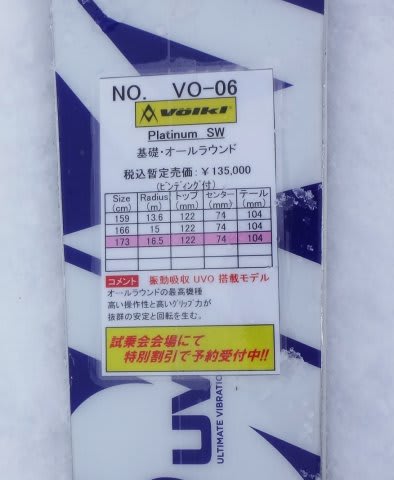 NO. VO-06
Völkl
Platinum SW
基礎・オールラウンド
税込暫定売価：￥135,000
(ビンディング付)
Size (cm) Radius (m) トップ (mm) センター (mm) テール (mm)
159 13.6 122 74 104
166 15 122 74 104
173 16.5 122 74 104
コメント 振動吸収 UVO 搭載モデル
オールラウンドの最高機種
高い操作性と高いグリップ力が
抜群の安定と回転を生む。
試乗会会場にて
特別割引で予約受付中!!
UV
ULTIMATE VIBRATIO